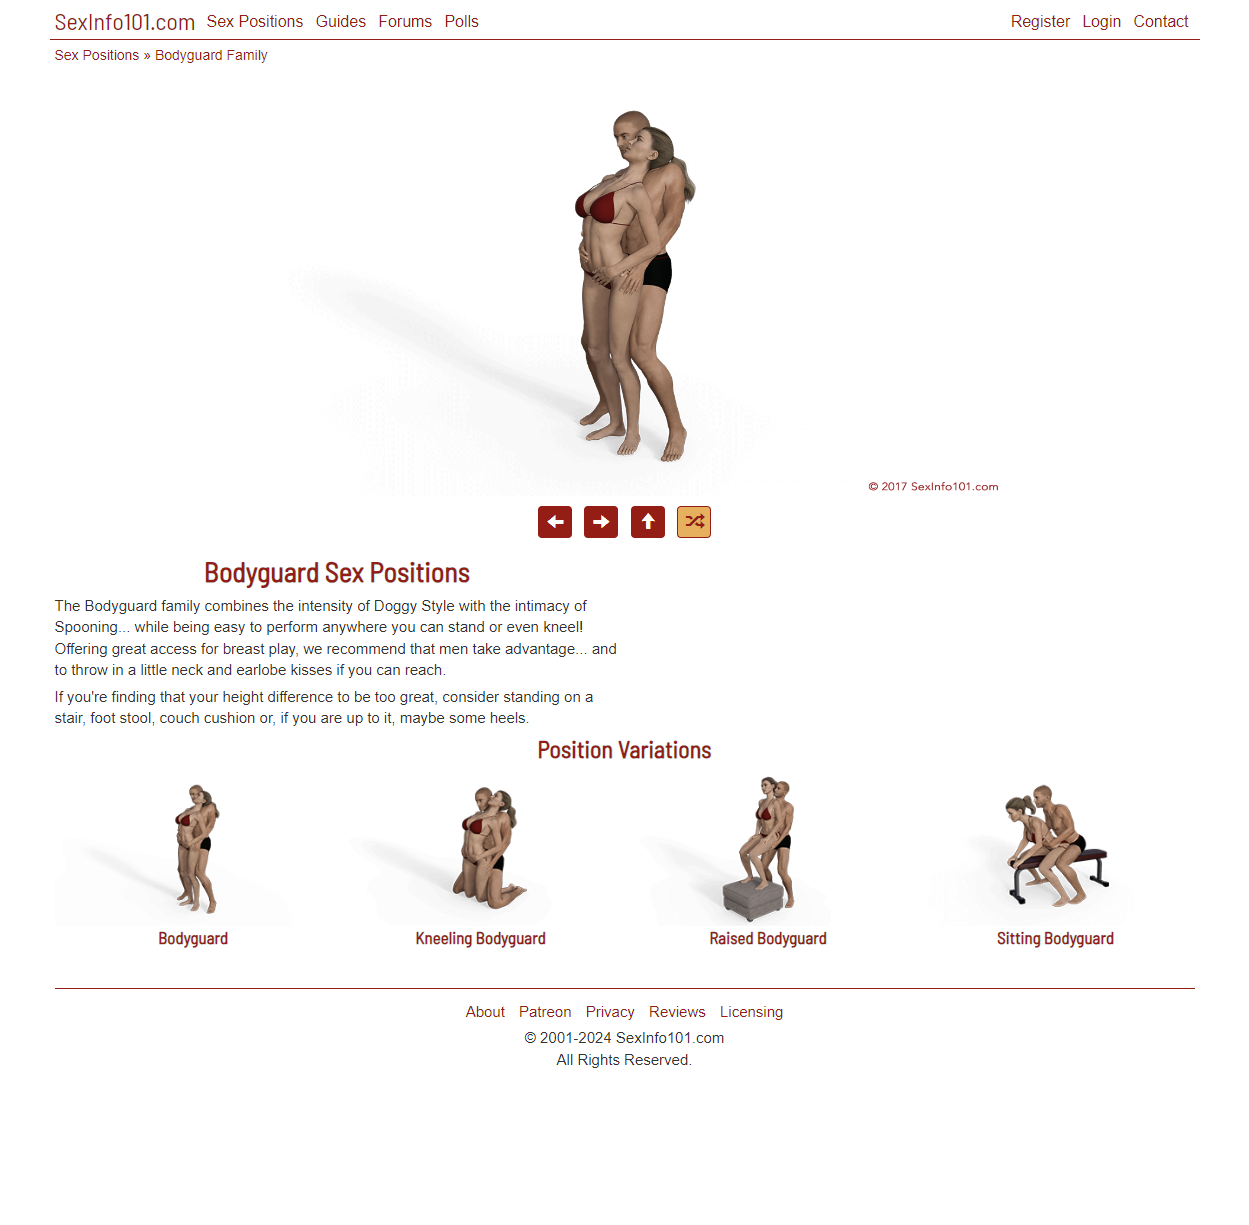 SexInfo101.com Sex Positions Guides Forums Polls Register Login Contact
Sex Positions » Bodyguard Family
© 2017 SexInfo101.com
Bodyguard Sex Positions
The Bodyguard family combines the intensity of Doggy Style with the intimacy of
Spooning... while being easy to perform anywhere you can stand or even kneel!
Offering great access for breast play, we recommend that men take advantage... and
to throw in a little neck and earlobe kisses if you can reach.
If you're finding that your height difference to be too great, consider standing on a
stair, foot stool, couch cushion or, if you are up to it, maybe some heels.
Position Variations
Bodyguard
Kneeling Bodyguard
Raised Bodyguard
Sitting Bodyguard
About Patreon Privacy Reviews Licensing
© 2001-2024 SexInfo101.com
All Rights Reserved.